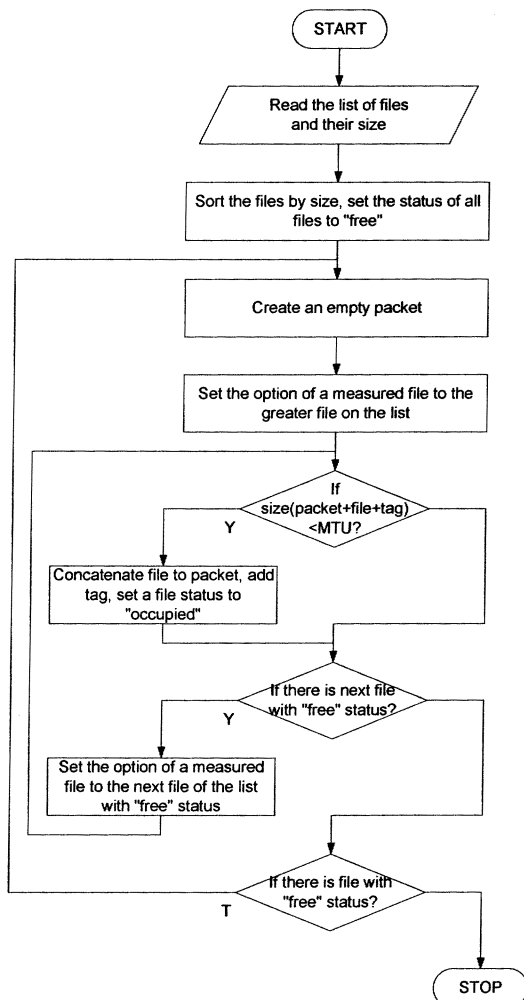 START
Read the list of files
and their size
Sort the files by size, set the status of all
files to "free"
Create an empty packet
Set the option of a measured file to the
greater file on the list
If
size(packet+file+tag)
<MTU?
Y
Concatenate file to packet, add
tag, set a file status to
"occupied"
If there is next file
with "free" status?
Y
Set the option of a measured
file to the next file of the list
with "free" status
If there is file with
"free" status?
T
STOP